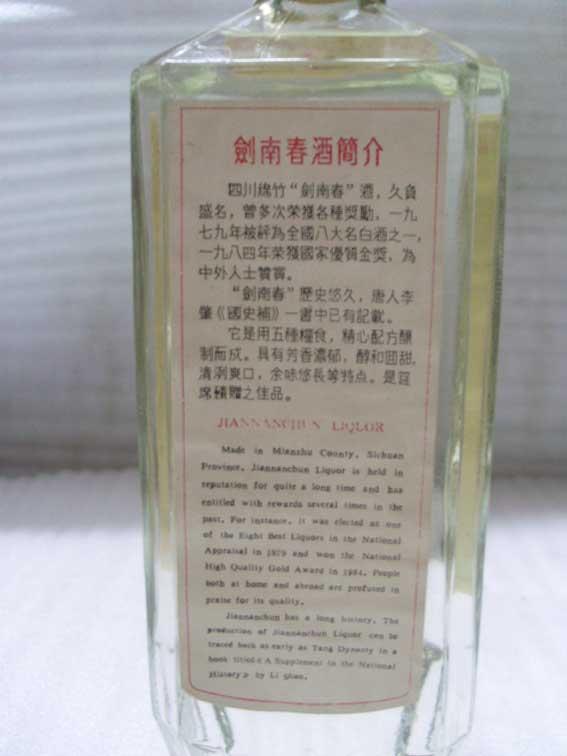 劍南春酒簡介
四川綿竹“劍南春”酒，久負
盛名，曾多次荣獲各種獎勵，一九
七九年被評為全國八大名白酒之一，
一九八四年荣獲國家優質金獎，為
中外人士贊賞。
“劍南春”歷史悠久，唐人李
肇《國史補》一書中已有記載。
它是用五種糧食，精心配方釀
制而成。具有芳香濃郁，醇和回甜，
清洌爽口，余味悠長等特点。是筵
席饋贈之佳品。
JIANNANCHUN LIQLOR
Made in Mianzhu County, Sichuan
Province, Jiannanchun Liquor is held in
reputation for quite a long time and has
entitled with rewards several times in the
past. For instance, it was elected as one
of the Eight Best Liquors in the National
Appraisal in 1979 and won the National
High Quality Gold Award in 1984. People
both at home and abroad are profused in
praise for its quality.
Jiannanchun has a long history. The
production of Jiannanchun Liquor can be
traced back as early as Tang Dynasty in a
book titled《A Supplement in the National
History》by Li